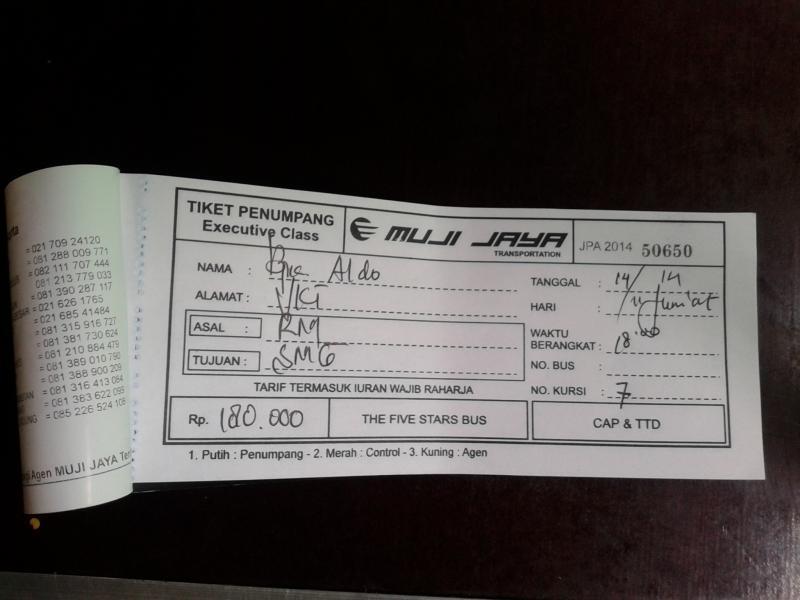 = 021 709 24120
= 081 288 009 771
= 082 111 707 444
081 213 779 033
= 081 390 287 117
= 021 626 1765
= 021 685 41484
= 081 315 916 727
= 081 381 730 624
= 081 210 884 479
= 081 389 010 790
= 081 388 900 209
= 081 316 413 084
= 081 383 622 095
= 085 226 524 108
Agen MUJI JAYA
TIKET PENUMPANG
Executive Class
MUJI JAYA
TRANSPORTATION
JPA 2014 50650
NAMA : Aldo
ALAMAT :
ASAL : RM
TUJUAN : SMG
TANGGAL : 14/11 14
HARI : Jum'at
WAKTU
BERANGKAT : 18.00
NO. BUS :
NO. KURSI : 7
TARIF TERMASUK IURAN WAJIB RAHARJA
Rp. 180.000
THE FIVE STARS BUS
CAP & TTD
1. Putih : Penumpang - 2. Merah : Control - 3. Kuning : Agen